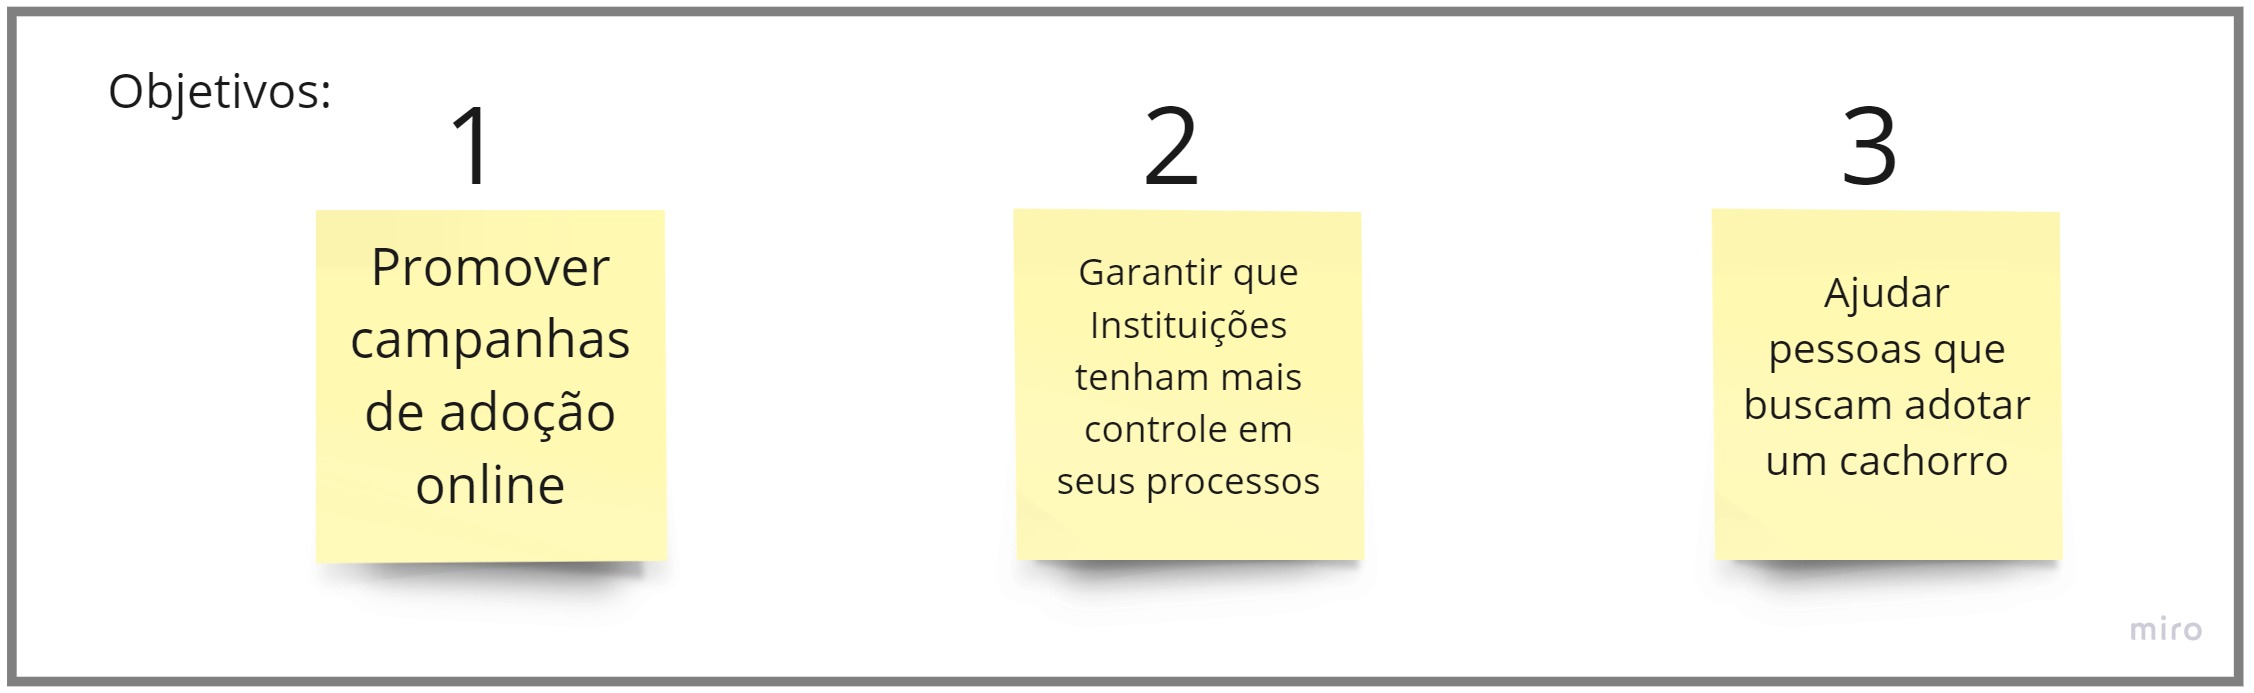 Objetivos:
1
Promover
campanhas
de adoção
online
2
Garantir que
Instituições
tenham mais
controle em
seus processos
3
Ajudar
pessoas que
buscam adotar
um cachorro
miro